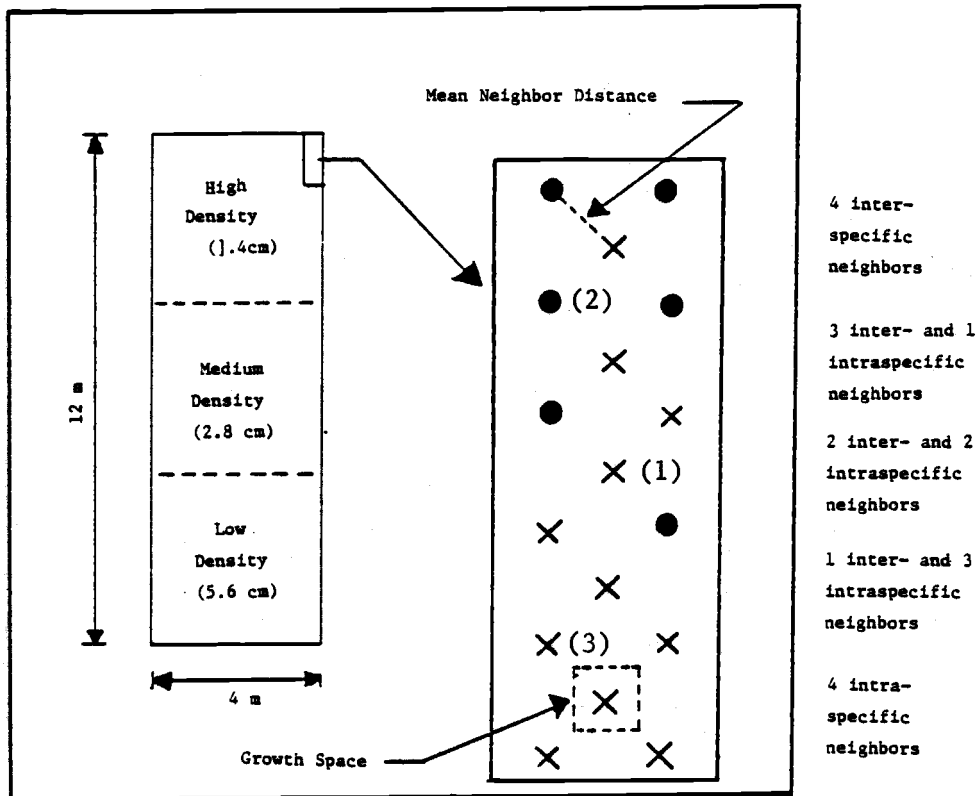 Mean Neighbor Distance
High
Density
(1.4cm)
Medium
Density
(2.8 cm)
Low
Density
(5.6 cm)
12 m
4 m
(2)
(1)
(3)
Growth Space
4 inter-
specific
neighbors
3 inter- and 1
intraspecific
neighbors
2 inter- and 2
intraspecific
neighbors
1 inter- and 3
intraspecific
neighbors
4 intra-
specific
neighbors